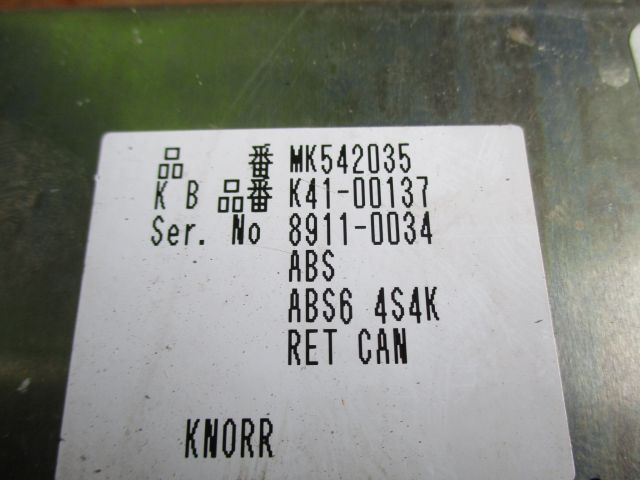 品 番 MK542035
K B 品番 K41-00137
Ser. No 8911-0034
ABS
ABS6 4S4K
RET CAN
KNORR